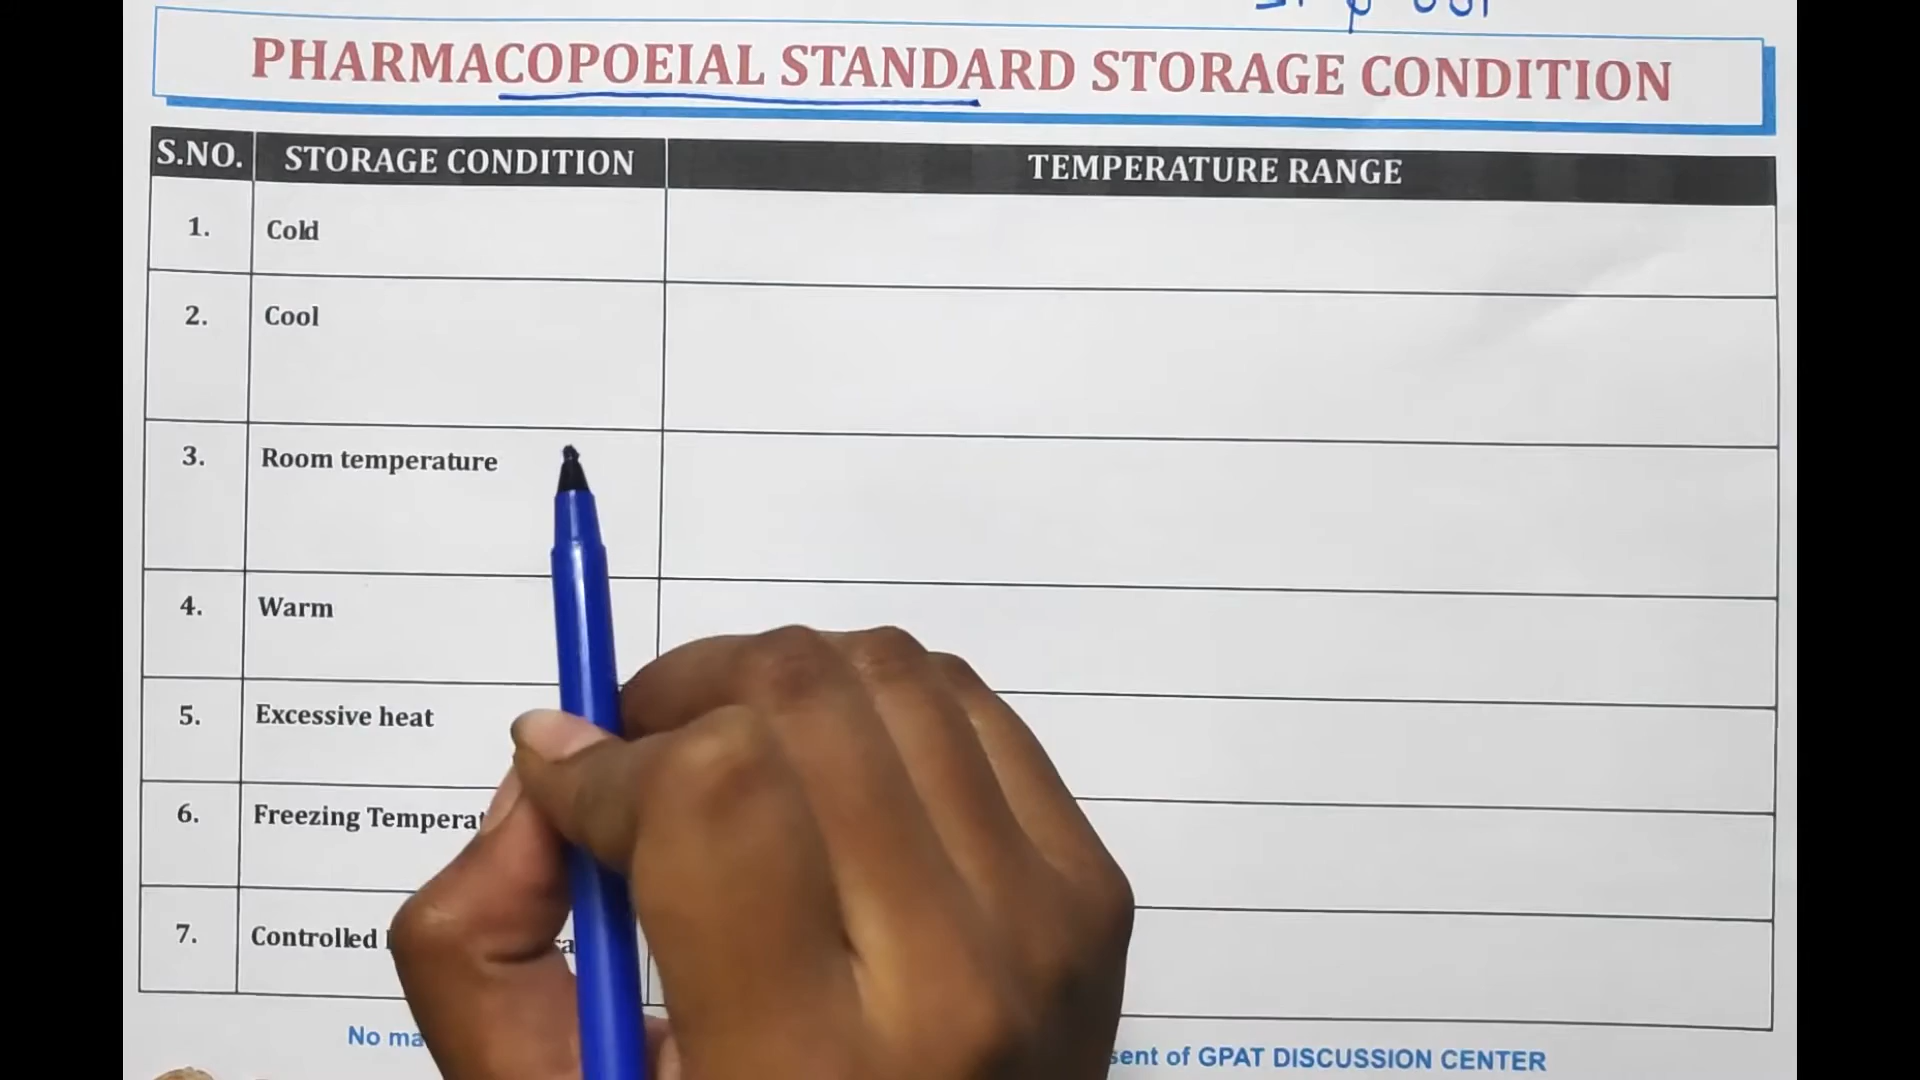 PHARMACOPOEIAL STANDARD STORAGE CONDITION
S.NO. STORAGE CONDITION TEMPERATURE RANGE
1. Cold
2. Cool
3. Room temperature
4. Warm
5. Excessive heat
6. Freezing
7. Controlled
No
of GPAT DISCUSSION CENTER